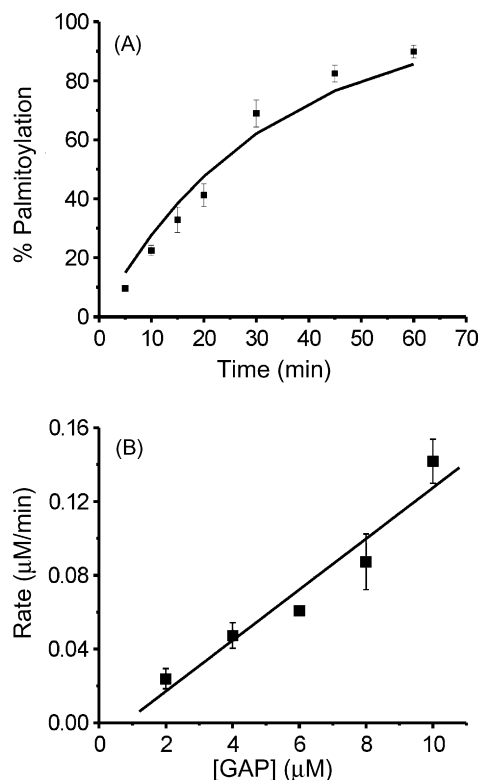 (A)
100
80
60
40
20
0
% Palmitoylation
0 10 20 30 40 50 60 70
Time (min)
(B)
0.16
0.12
0.08
0.04
0.00
Rate (μM/min)
0 2 4 6 8 10
[GAP] (μM)